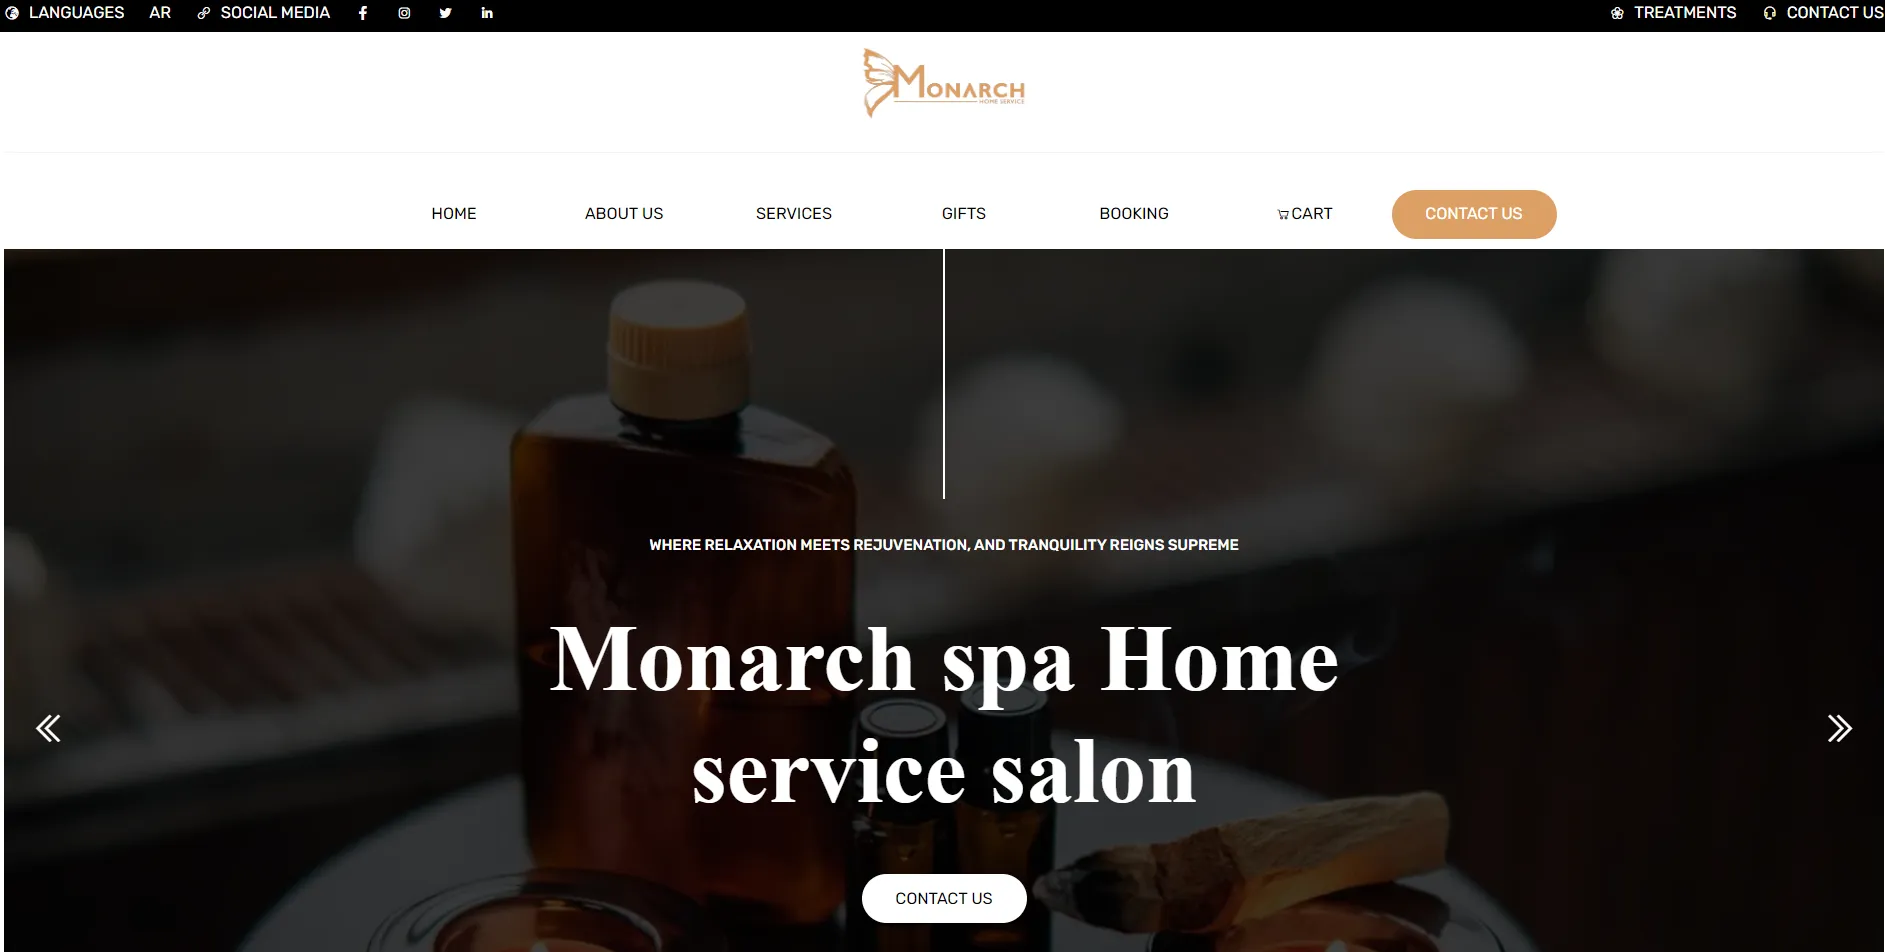 LANGUAGES AR SOCIAL MEDIA TREATMENTS CONTACT US
MONARCH
HOME SERVICE
HOME ABOUT US SERVICES GIFTS BOOKING CART CONTACT US
WHERE RELAXATION MEETS REJUVENATION, AND TRANQUILITY REIGNS SUPREME
Monarch spa Home
service salon
CONTACT US